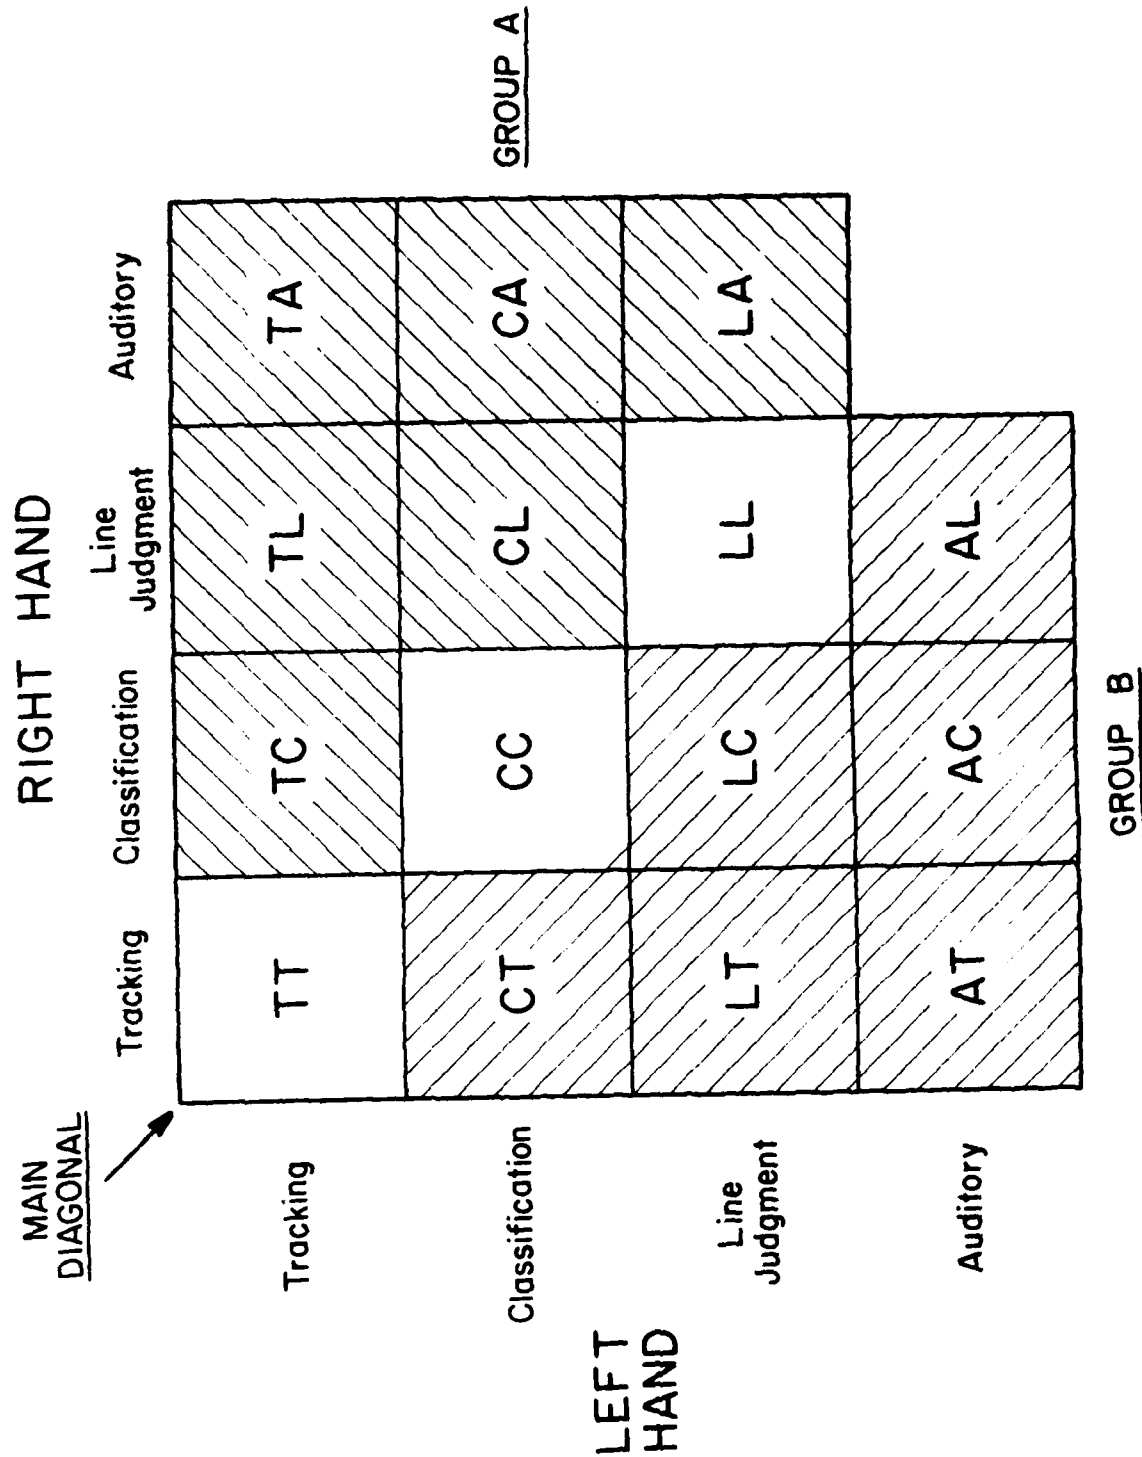 RIGHT HAND
MAIN
DIAGONAL
Tracking
Classification
Line
Judgment
Auditory
LEFT
HAND
Tracking
TT
TC
TL
TA
Classification
CT
CC
CL
CA
GROUP A
Line
Judgment
LT
LC
LL
LA
Auditory
AT
AC
AL
GROUP B